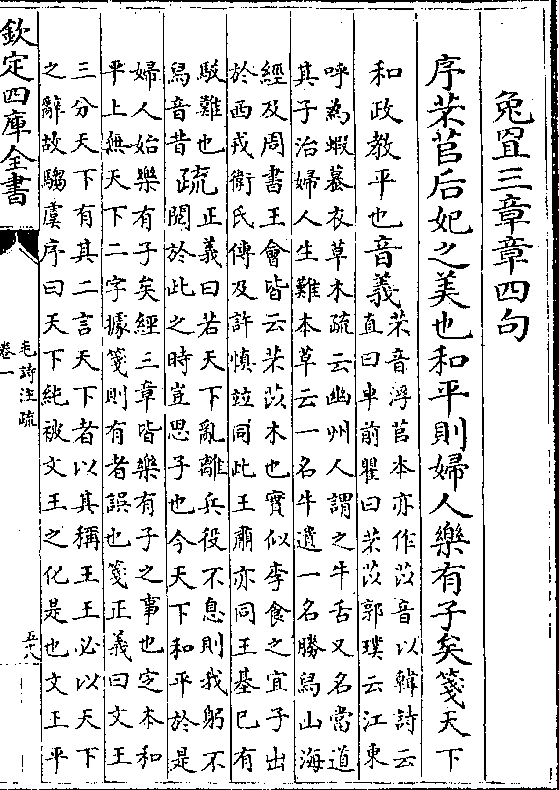 兔罝三章章四句
序芣苢后妃之美也和平則婦人樂有子矣箋天下
和政教平也音義
芣音浮苢本亦作苡音以韓詩云
直曰車前瞿曰芣苡郭璞云江東
呼為蝦蟇衣草木疏云幽州人謂之牛舌又名當道
其子治婦人生難本草云一名牛遺一名勝舄山海
經及周書王會皆云芣苡木也實似李食之宜子出
於西戎衛氏傳及許慎竝同此王肅亦同王基已有
駁難也疏正義曰若天下亂離兵役不息則我躬不
舄音昔
閱於此之時豈思子也今天下和平於是
婦人始樂有子矣經三章皆樂有子之事也定本和
平上無天下二字據箋則有者誤也箋正義曰文王
三分天下有其二言天下者以其稱王王必以天下
之辭故騶虞序曰天下純被文王之化是也文王平
欽定四庫全書
毛詩注疏
卷一